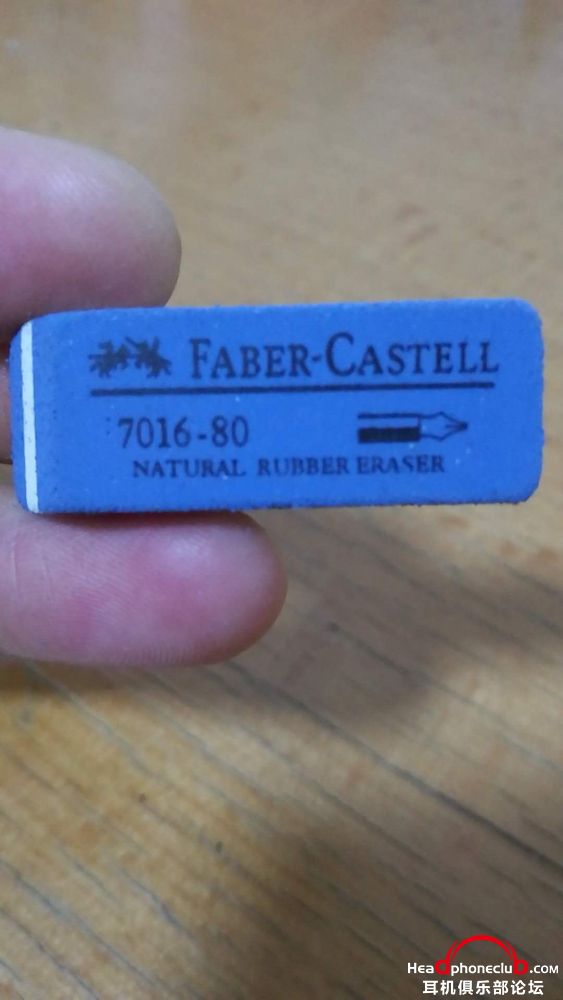 FABER-CASTELL
7016-80
NATURAL RUBBER ERASER
HeadphonecluB.com
耳机俱乐部论坛